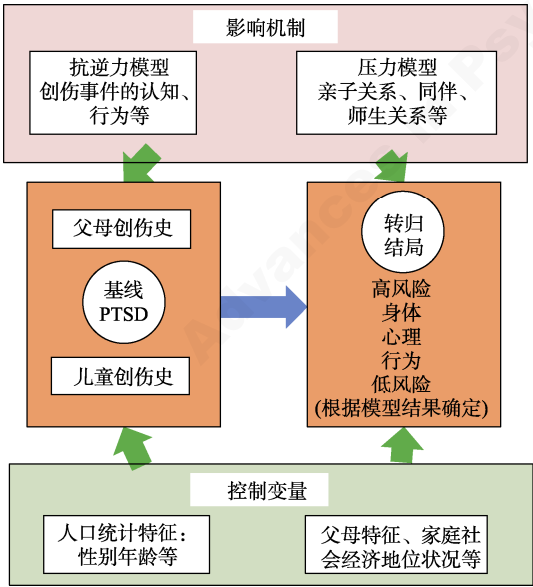 影响机制
抗逆力模型
创伤事件的认知、
行为等
压力模型
亲子关系、同伴、
师生关系等
父母创伤史
基线
PTSD
儿童创伤史
转归
结局
高风险
身体
心理
行为
低风险
(根据模型结果确定)
控制变量
人口统计特征：
性别年龄等
父母特征、家庭社
会经济地位状况等
Advances in Psy